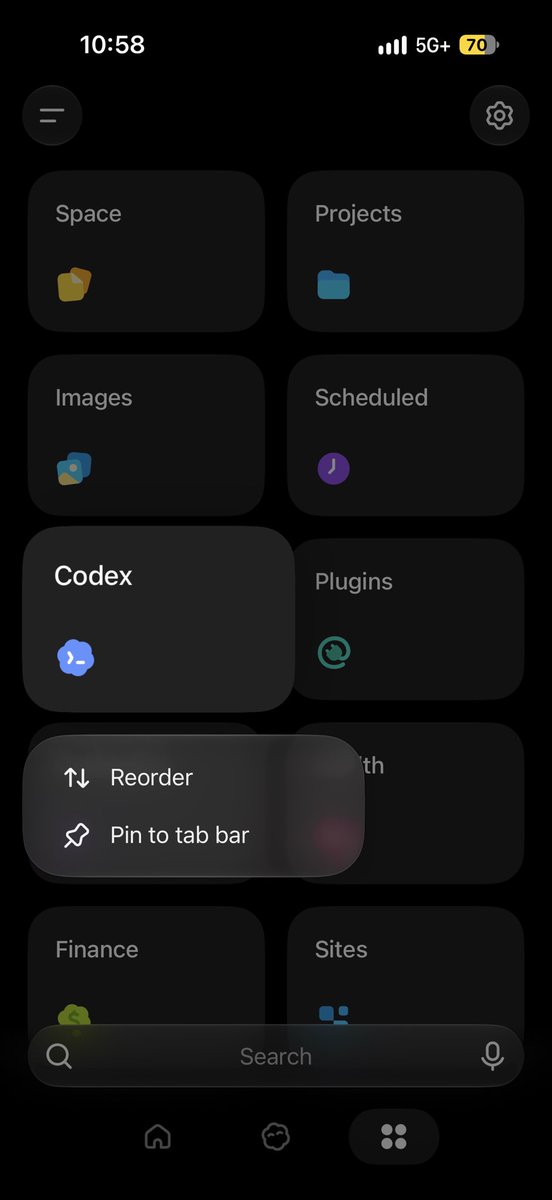 10:58
5G+
70
Space
Projects
Images
Scheduled
Codex
Plugins
Reorder
Pin to tab bar
Finance
Sites
Search